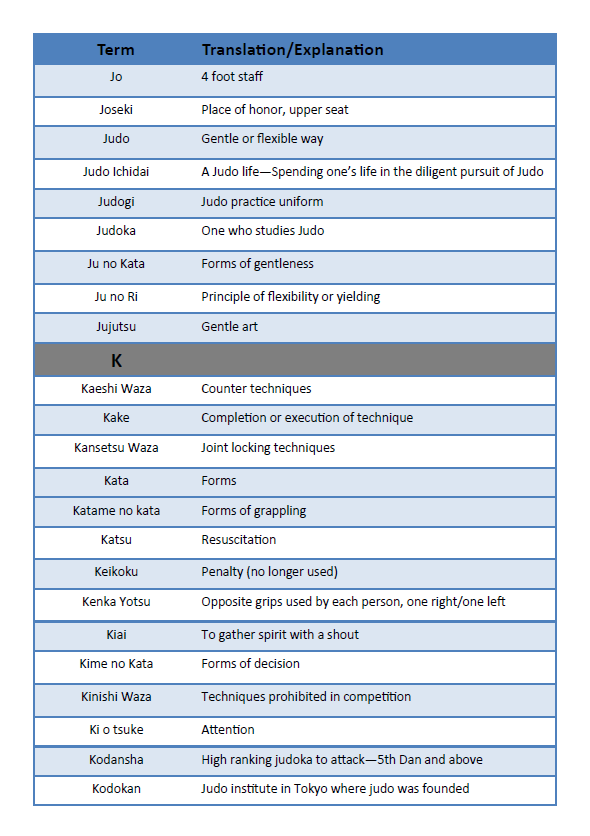 Term Translation/Explanation
Jo 4 foot staff
Joseki Place of honor, upper seat
Judo Gentle or flexible way
Judo Ichidai A Judo life—Spending one's life in the diligent pursuit of Judo
Judogi Judo practice uniform
Judoka One who studies Judo
Ju no Kata Forms of gentleness
Ju no Ri Principle of flexibility or yielding
Jujutsu Gentle art
K
Kaeshi Waza Counter techniques
Kake Completion or execution of technique
Kansetsu Waza Joint locking techniques
Kata Forms
Katame no kata Forms of grappling
Katsu Resuscitation
Keikoku Penalty (no longer used)
Kenka Yotsu Opposite grips used by each person, one right/one left
Kiai To gather spirit with a shout
Kime no Kata Forms of decision
Kinishi Waza Techniques prohibited in competition
Ki o tsuke Attention
Kodansha High ranking judoka to attack—5th Dan and above
Kodokan Judo institute in Tokyo where judo was founded